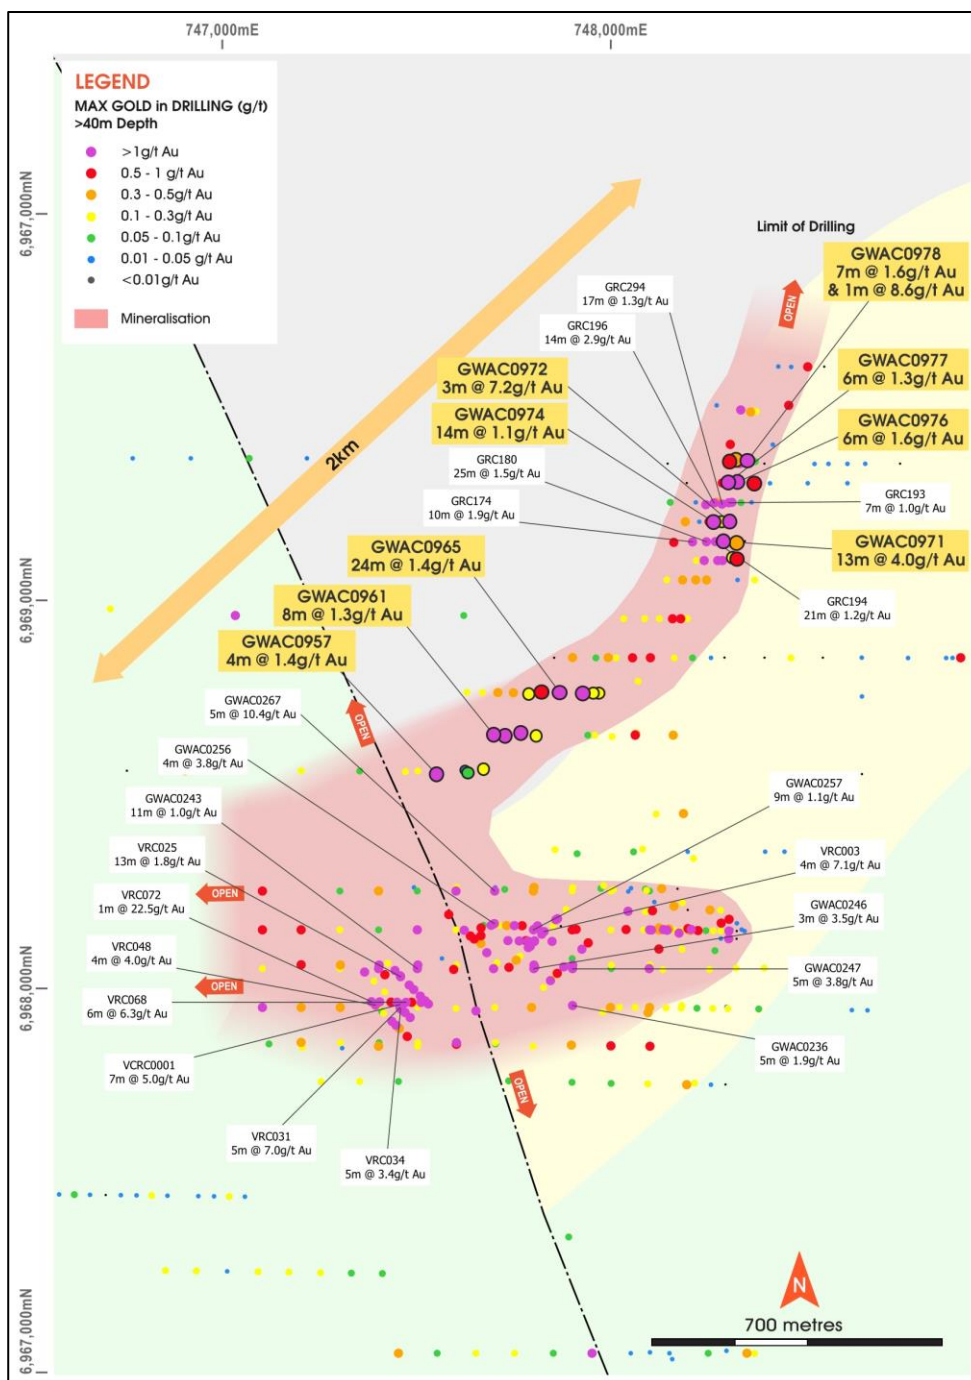 747,000mE
748,000mE
LEGEND
MAX GOLD in DRILLING (g/t)
>40m Depth
>1g/t Au
0.5 - 1 g/t Au
0.3 - 0.5g/t Au
0.1 - 0.3g/t Au
0.05 - 0.1g/t Au
0.01 - 0.05 g/t Au
<0.01g/t Au
Mineralisation
6,967,000mN
6,969,000mN
6,968,000mN
6,967,000mN
2km
Limit of Drilling
OPEN
GWAC0978
7m @ 1.6g/t Au
& 1m @ 8.6g/t Au
GRC294
17m @ 1.3g/t Au
GRC196
14m @ 2.9g/t Au
GWAC0972
3m @ 7.2g/t Au
GWAC0977
6m @ 1.3g/t Au
GWAC0974
14m @ 1.1g/t Au
GWAC0976
6m @ 1.6g/t Au
GRC180
25m @ 1.5g/t Au
GRC193
7m @ 1.0g/t Au
GRC174
10m @ 1.9g/t Au
GWAC0965
24m @ 1.4g/t Au
GWAC0971
13m @ 4.0g/t Au
GWAC0961
8m @ 1.3g/t Au
GRC194
21m @ 1.2g/t Au
GWAC0957
4m @ 1.4g/t Au
GWAC0267
5m @ 10.4g/t Au
OPEN
GWAC0256
4m @ 3.8g/t Au
GWAC0257
9m @ 1.1g/t Au
GWAC0243
11m @ 1.0g/t Au
VRC025
13m @ 1.8g/t Au
VRC003
4m @ 7.1g/t Au
OPEN
VRC072
1m @ 22.5g/t Au
GWAC0246
3m @ 3.5g/t Au
VRC048
4m @ 4.0g/t Au
GWAC0247
5m @ 3.8g/t Au
OPEN
VRC068
6m @ 6.3g/t Au
GWAC0236
5m @ 1.9g/t Au
VCRC0001
7m @ 5.0g/t Au
OPEN
VRC031
5m @ 7.0g/t Au
VRC034
5m @ 3.4g/t Au
N
700 metres